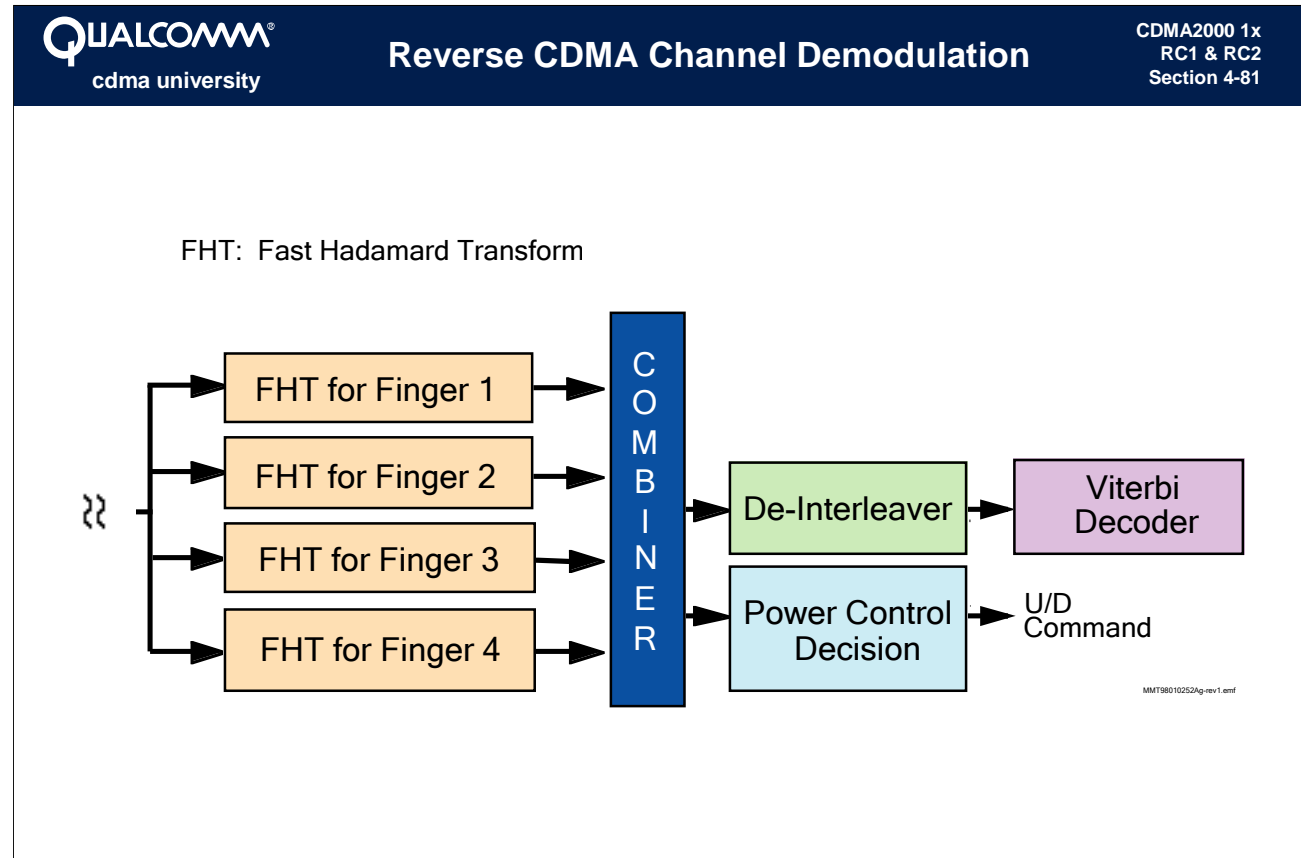 QUALCOMM®
cdma university
Reverse CDMA Channel Demodulation
CDMA2000 1x
RC1 & RC2
Section 4-81
FHT: Fast Hadamard Transform
FHT for Finger 1
FHT for Finger 2
FHT for Finger 3
FHT for Finger 4
COMBINER
De-Interleaver
Viterbi
Decoder
Power Control
Decision
U/D
Command
MMT98010252Ag-rev1.emf